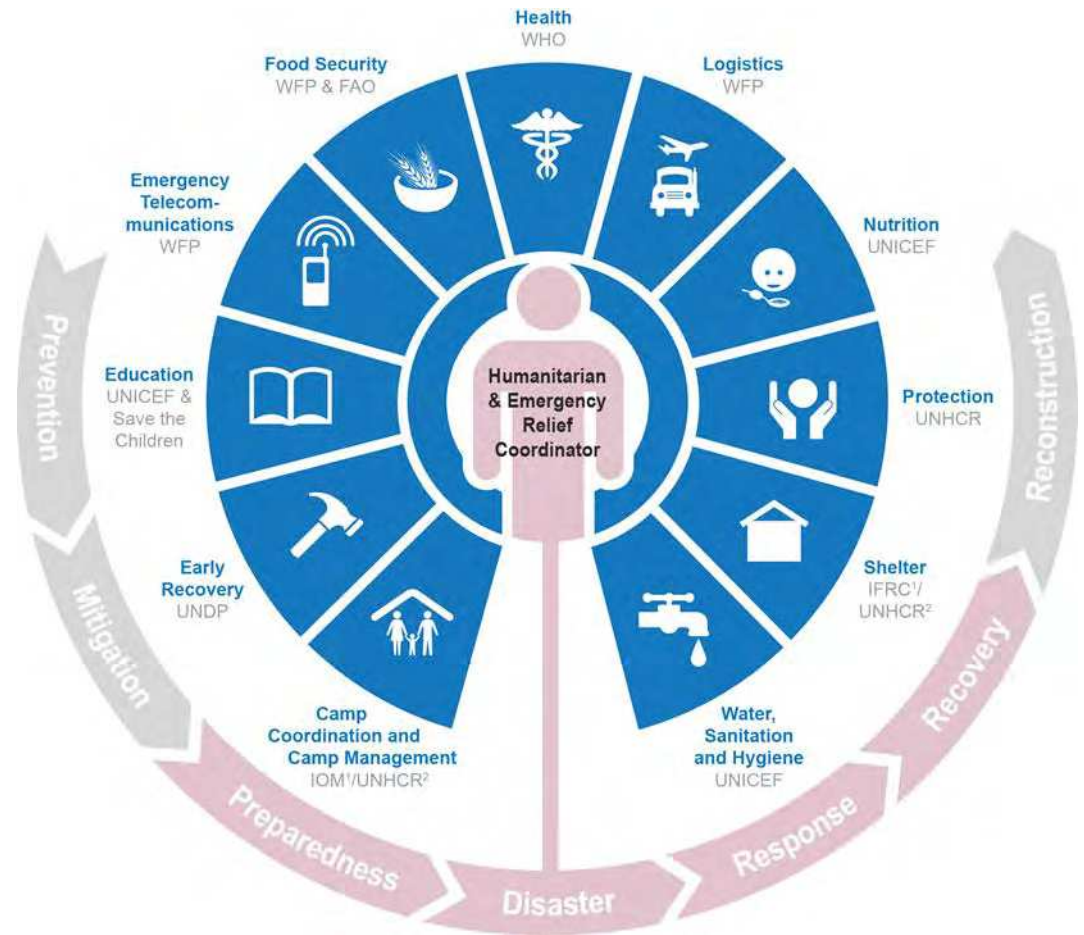 Health
WHO
Food Security
WFP & FAO
Logistics
WFP
Emergency
Telecom-
munications
WFP
Nutrition
UNICEF
Education
UNICEF &
Save the
Children
Humanitarian
& Emergency
Relief
Coordinator
Protection
UNHCR
Early
Recovery
UNDP
Shelter
IFRC¹/
UNHCR²
Camp
Coordination and
Camp Management
IOM¹/UNHCR²
Water,
Sanitation
and Hygiene
UNICEF
Prevention
Mitigation
Preparedness
Disaster
Response
Recovery
Reconstruction